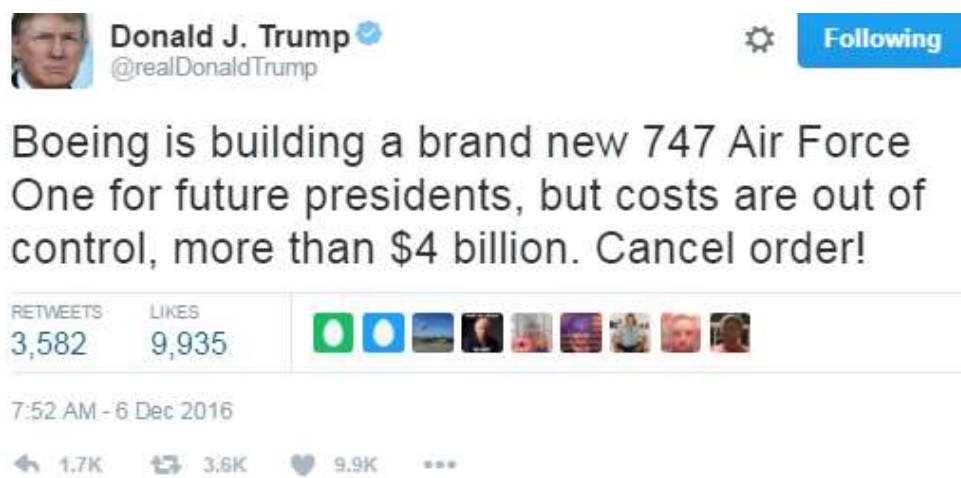 Donald J. Trump
Following
@realDonaldTrump
Boeing is building a brand new 747 Air Force
One for future presidents, but costs are out of
control, more than $4 billion. Cancel order!
RETWEETS LIKES
3,582 9,935
7:52 AM - 6 Dec 2016
1.7K 3.6K 9.9K